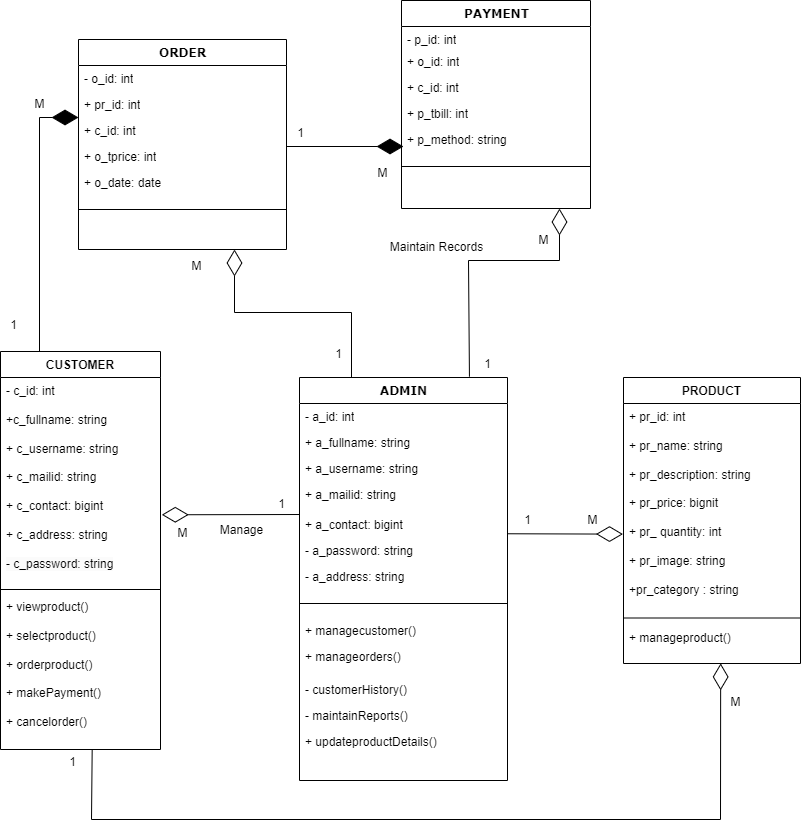 PAYMENT
- p_id: int
+ o_id: int
+ c_id: int
+ p_tbill: int
+ p_method: string
ORDER
- o_id: int
+ pr_id: int
+ c_id: int
+ o_tprice: int
+ o_date: date
M
1
M
M
M
Maintain Records
1
1
1
CUSTOMER
- c_id: int
+c_fullname: string
+ c_username: string
+ c_mailid: string
+ c_contact: bigint
+ c_address: string
- c_password: string
+ viewproduct()
+ selectproduct()
+ orderproduct()
+ makePayment()
+ cancelorder()
M
1
Manage
ADMIN
- a_id: int
+ a_fullname: string
+ a_username: string
+ a_mailid: string
+ a_contact: bigint
- a_password: string
- a_address: string
+ managecustomer()
+ manageorders()
- customerHistory()
- maintainReports()
+ updateproductDetails()
1
M
PRODUCT
+ pr_id: int
+ pr_name: string
+ pr_description: string
+ pr_price: bignit
+ pr_ quantity: int
+ pr_image: string
+pr_category : string
+ manageproduct()
M
1